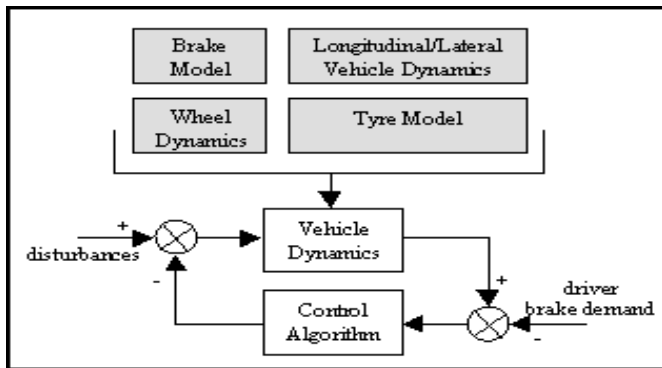 Brake
Model
Longitudinal/Lateral
Vehicle Dynamics
Wheel
Dynamics
Tyre Model
+
disturbances
-
Vehicle
Dynamics
Control
Algorithm
+
driver
brake demand
-